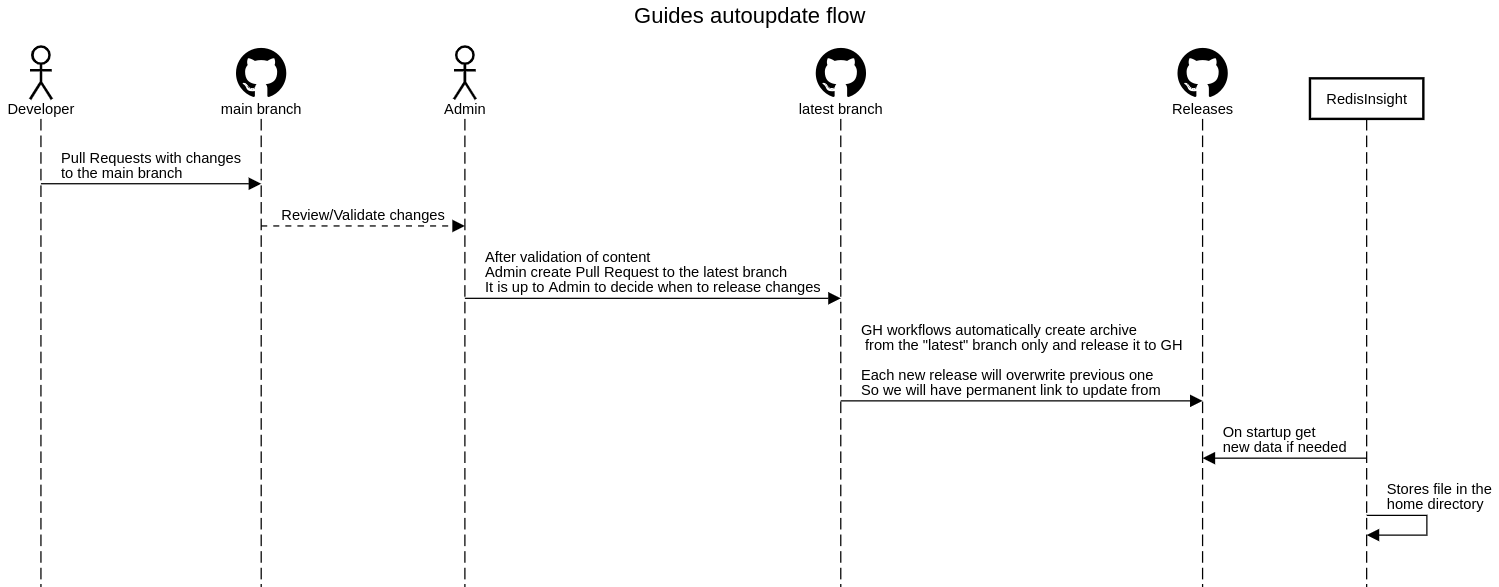 Guides autoupdate flow
Developer
main branch
Admin
latest branch
Releases
RedisInsight
Pull Requests with changes
to the main branch
Review/Validate changes
After validation of content
Admin create Pull Request to the latest branch
It is up to Admin to decide when to release changes
GH workflows automatically create archive
from the "latest" branch only and release it to GH
Each new release will overwrite previous one
So we will have permanent link to update from
On startup get
new data if needed
Stores file in the
home directory